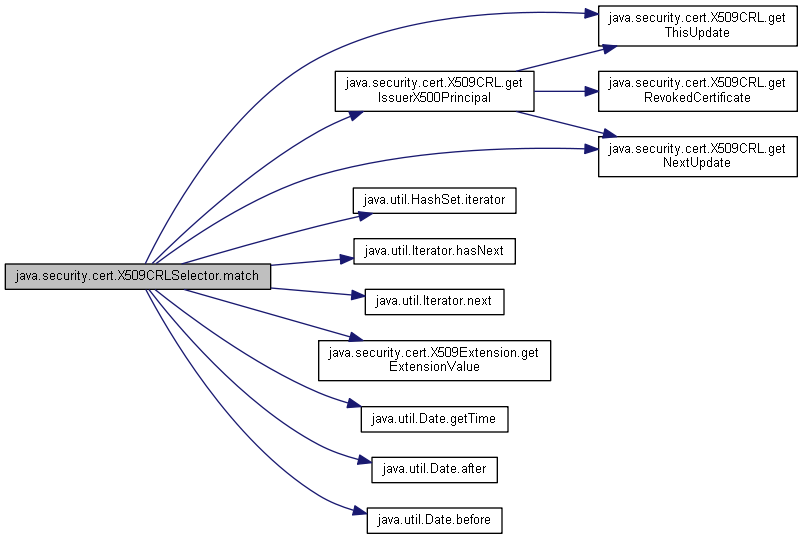 java.security.cert.X509CRL.get
ThisUpdate
java.security.cert.X509CRL.get
IssuerX500Principal
java.security.cert.X509CRL.get
RevokedCertificate
java.security.cert.X509CRL.get
NextUpdate
java.util.HashSet.iterator
java.util.Iterator.hasNext
java.security.cert.X509CRLSelector.match
java.util.Iterator.next
java.security.cert.X509Extension.get
ExtensionValue
java.util.Date.getTime
java.util.Date.after
java.util.Date.before